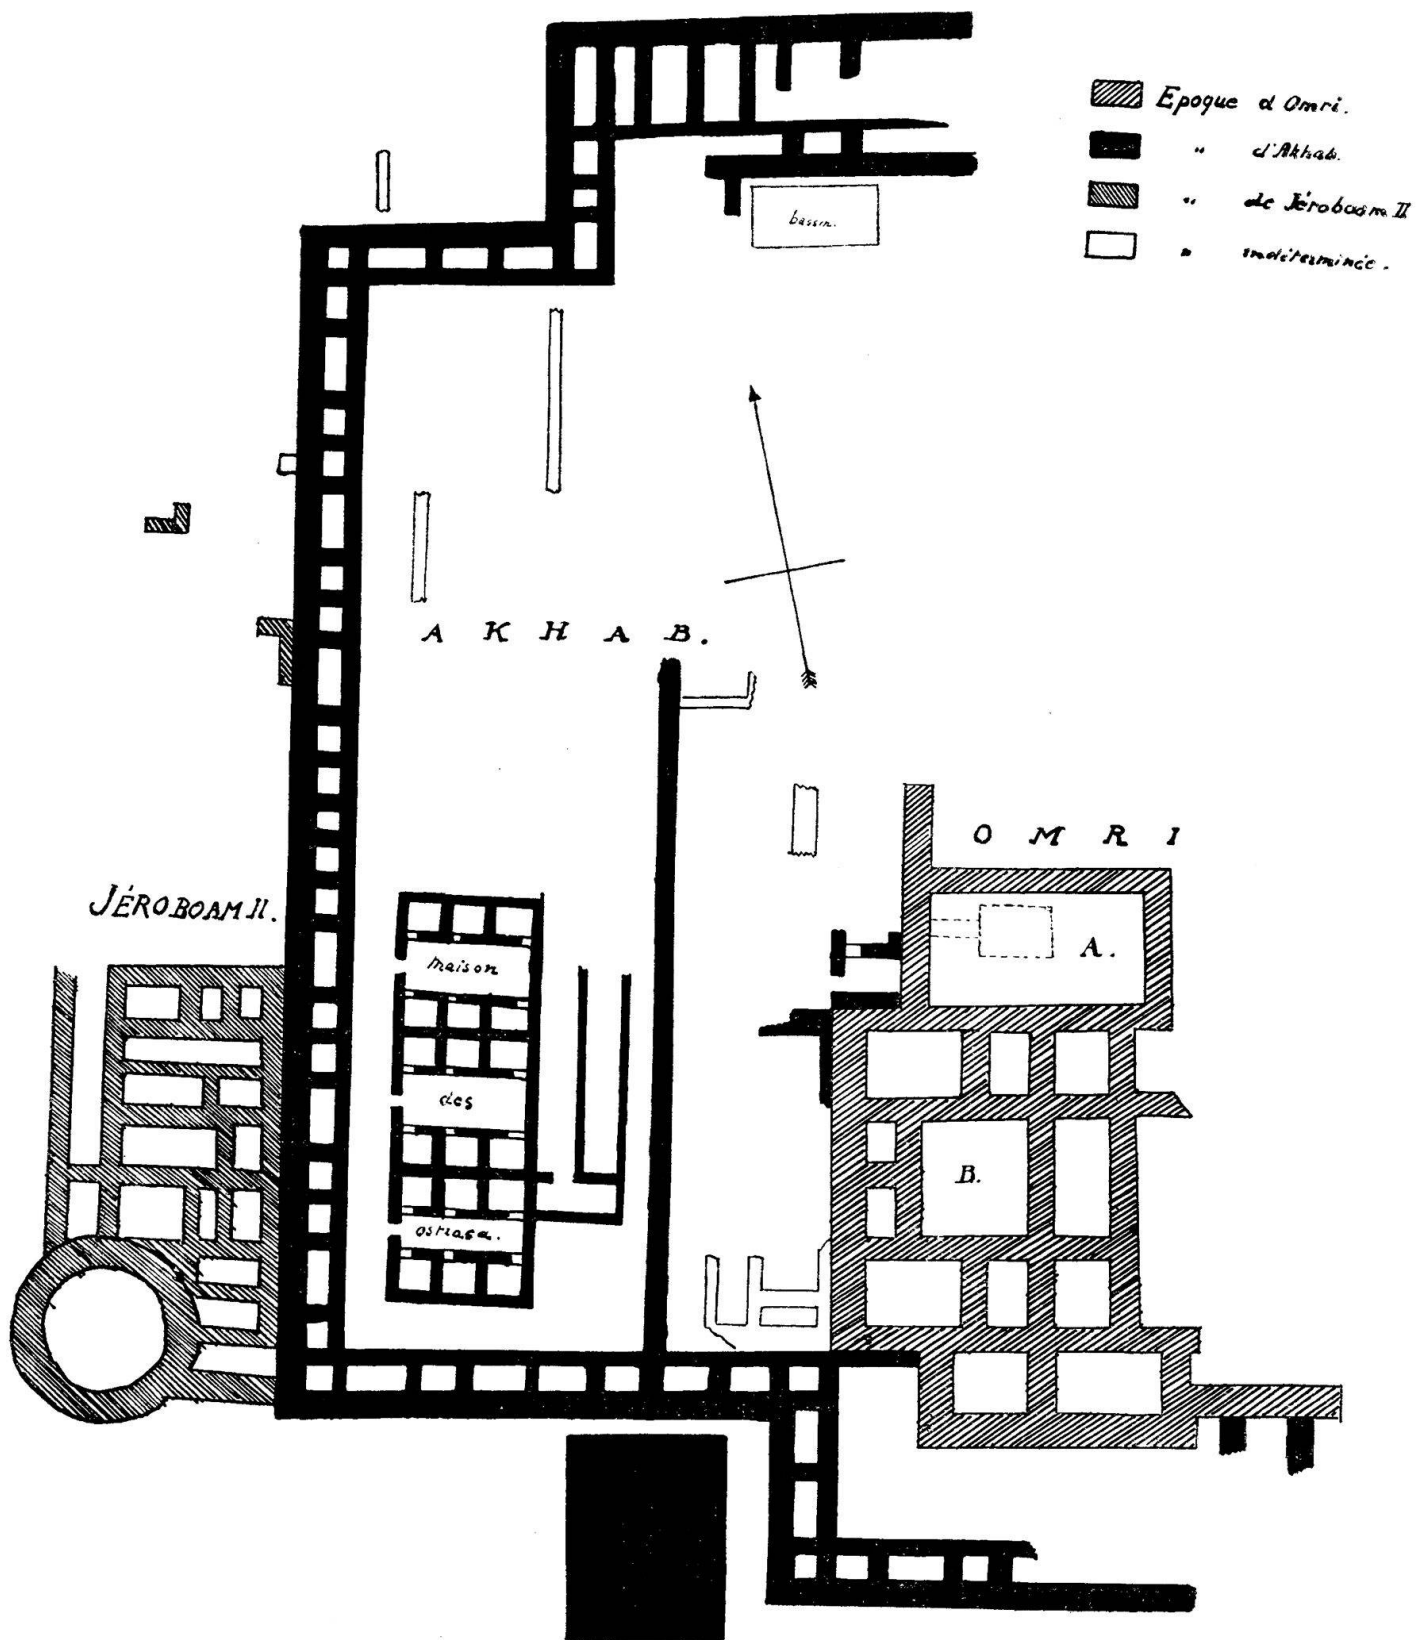 Epoque d'Omri.
" d'Akhab.
" de Jéroboam II
" indéterminée.
bassin.
A K H A B.
O M R I
JÉROBOAM II.
A.
maison
des
B.
ostraca.